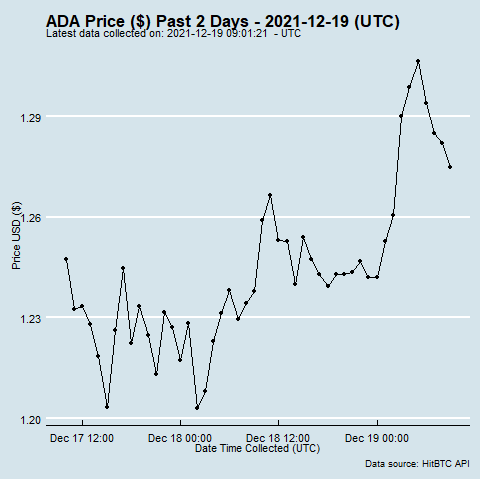 ADA Price ($) Past 2 Days - 2021-12-19 (UTC)
Latest data collected on: 2021-12-19 09:01:21 - UTC
1.29
1.26
1.23
1.20
Price USD ($)
Dec 17 12:00
Dec 18 00:00
Dec 18 12:00
Dec 19 00:00
Date Time Collected (UTC)
Data source: HitBTC API